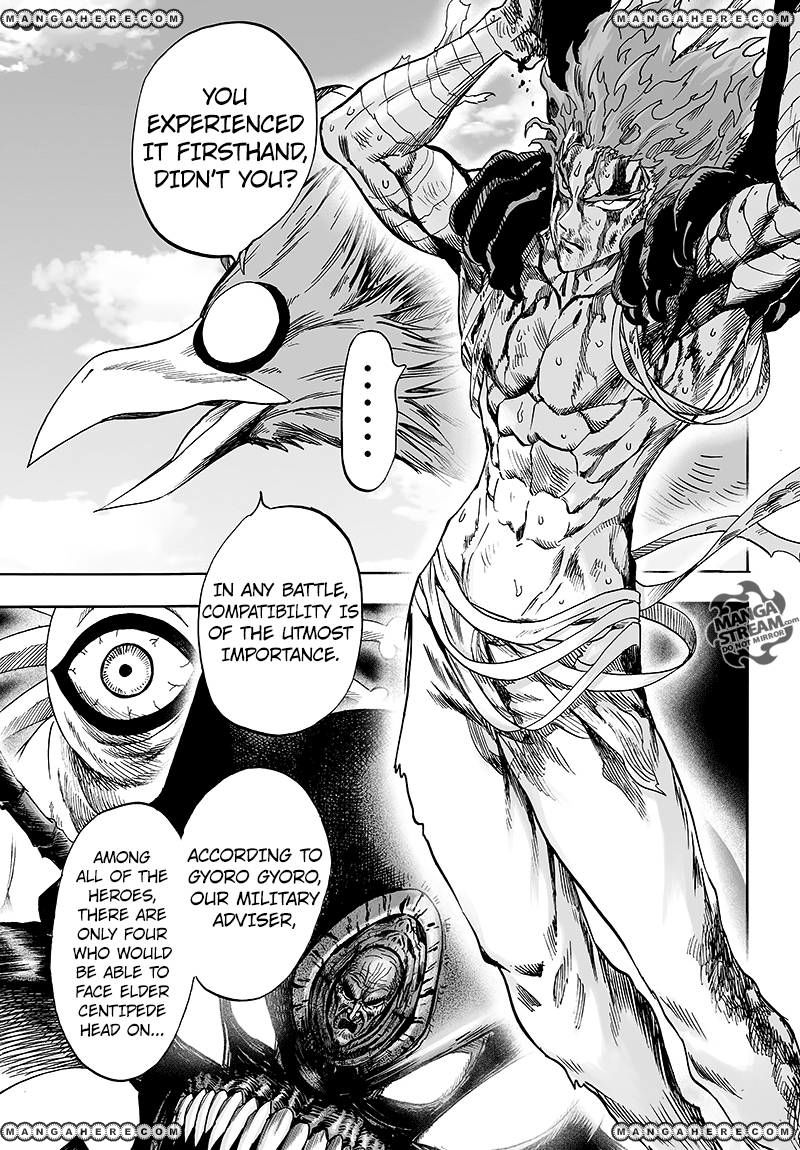 MANGAHERE.COM
MANGAHERE.COM
YOU
EXPERIENCED
IT FIRSTHAND,
DIDN'T YOU?
......
IN ANY BATTLE,
COMPATIBILITY IS
OF THE UTMOST
IMPORTANCE.
MANGA
STREAM.com
DO NOT MIRROR
ACCORDING TO
GYORO GYORO,
OUR MILITARY
ADVISER,
AMONG
ALL OF THE
HEROES,
THERE ARE
ONLY FOUR
WHO WOULD
BE ABLE TO
FACE ELDER
CENTIPEDE
HEAD ON...
MANGAHERE.COM
MANGAHERE.COM